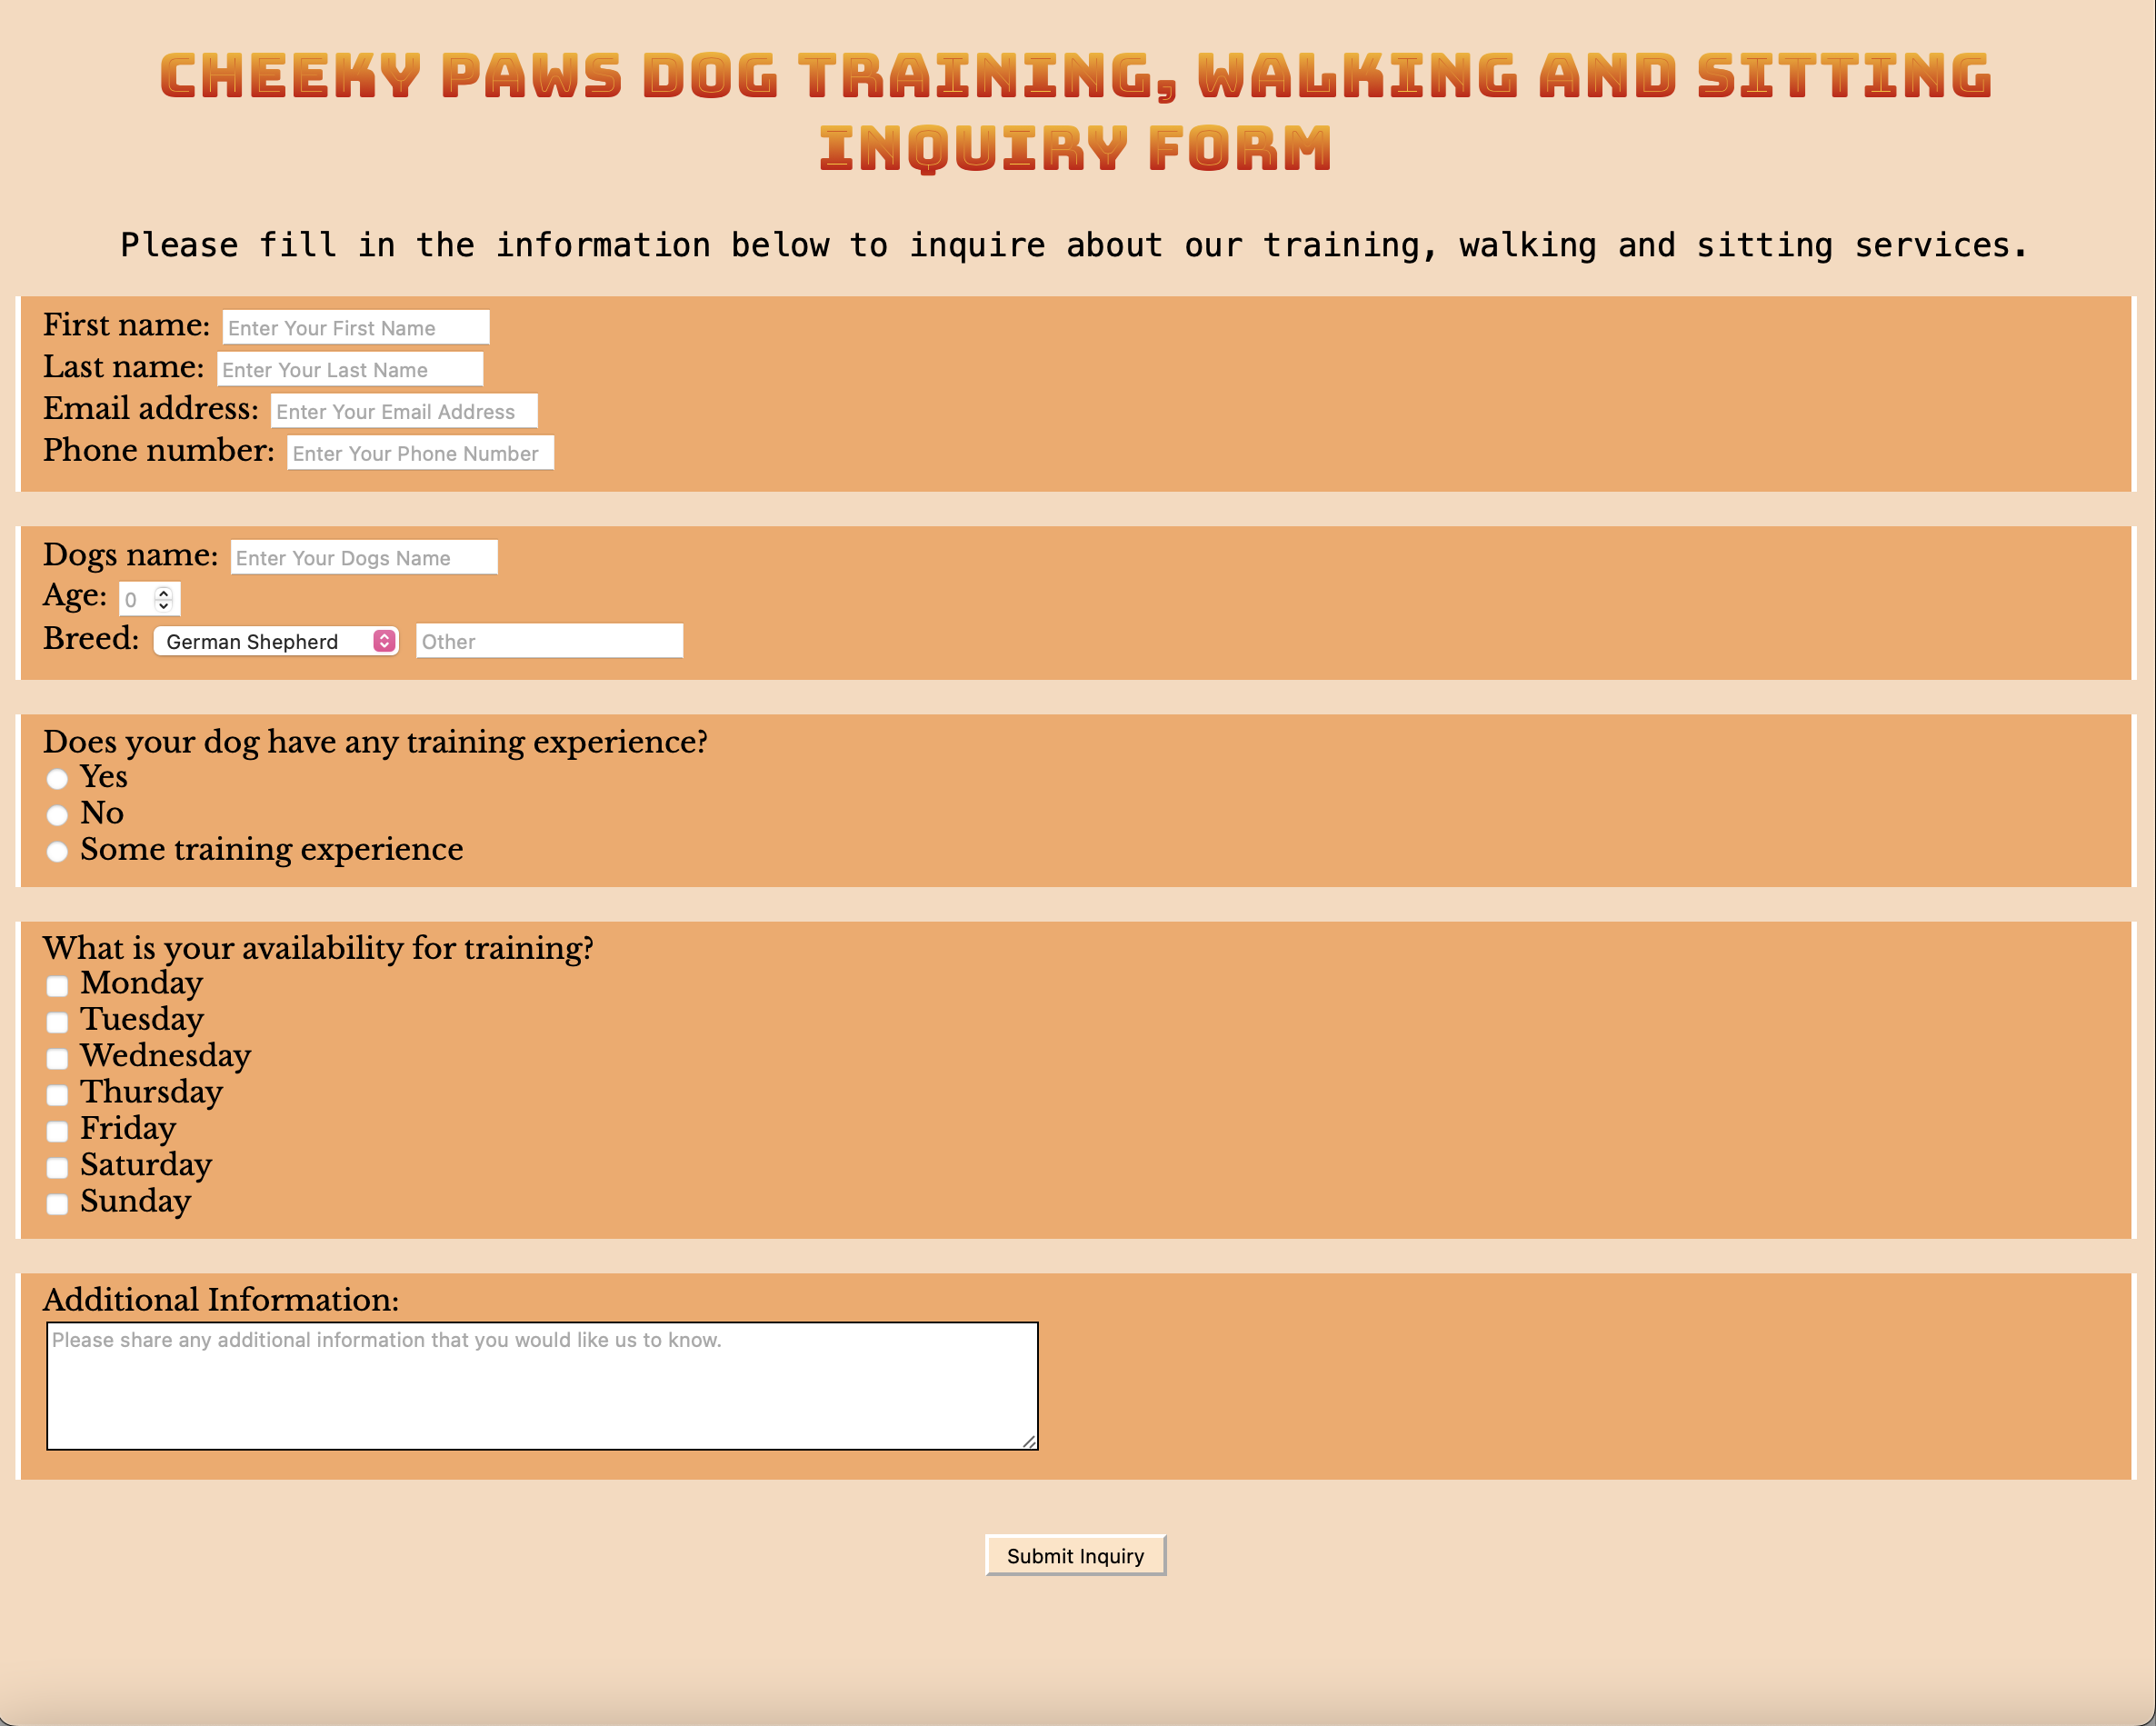 CHEEKY PAWS DOG TRAINING, WALKING AND SITTING
INQUIRY FORM
Please fill in the information below to inquire about our training, walking and sitting services.
First name: Enter Your First Name
Last name: Enter Your Last Name
Email address: Enter Your Email Address
Phone number: Enter Your Phone Number
Dogs name: Enter Your Dogs Name
Age: 0
Breed: German Shepherd Other
Does your dog have any training experience?
Yes
No
Some training experience
What is your availability for training?
Monday
Tuesday
Wednesday
Thursday
Friday
Saturday
Sunday
Additional Information:
Please share any additional information that you would like us to know.
Submit Inquiry